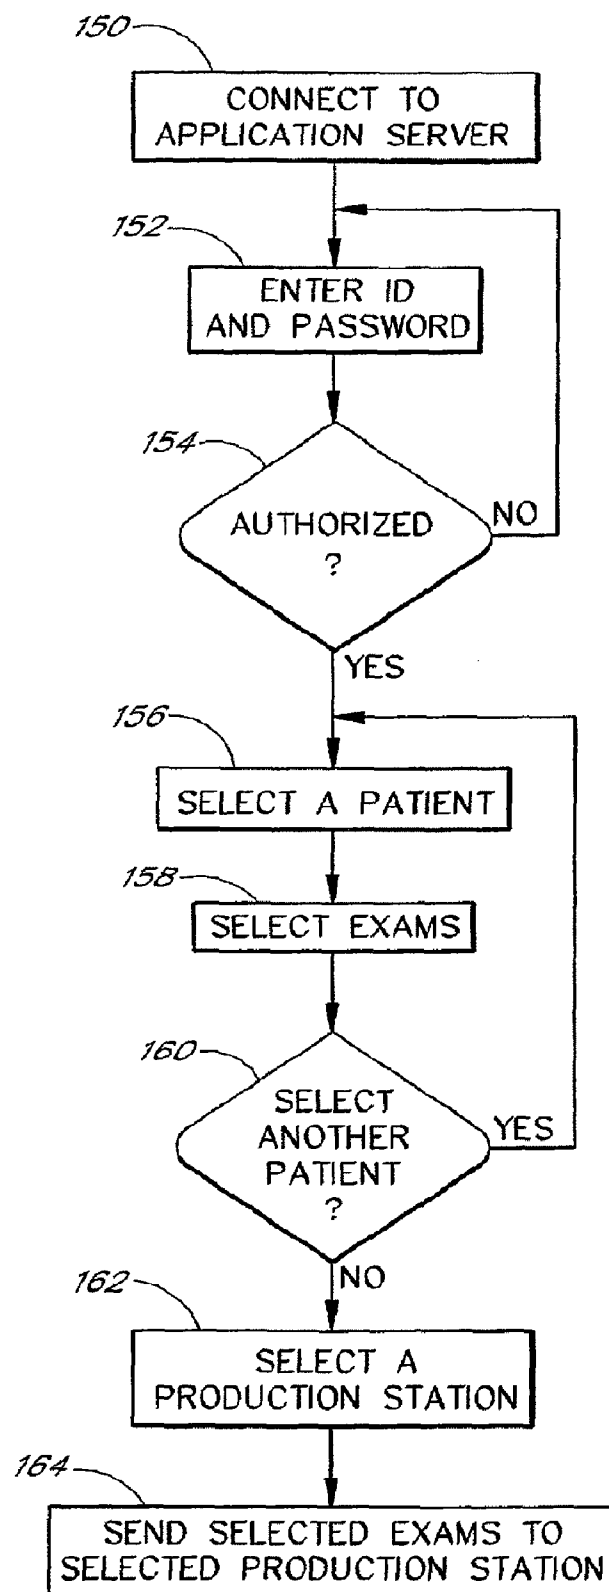 150
CONNECT TO
APPLICATION SERVER
152
ENTER ID
AND PASSWORD
154
AUTHORIZED
?
NO
YES
156
SELECT A PATIENT
158
SELECT EXAMS
160
SELECT
ANOTHER
PATIENT
?
YES
NO
162
SELECT A
PRODUCTION STATION
164
SEND SELECTED EXAMS TO
SELECTED PRODUCTION STATION